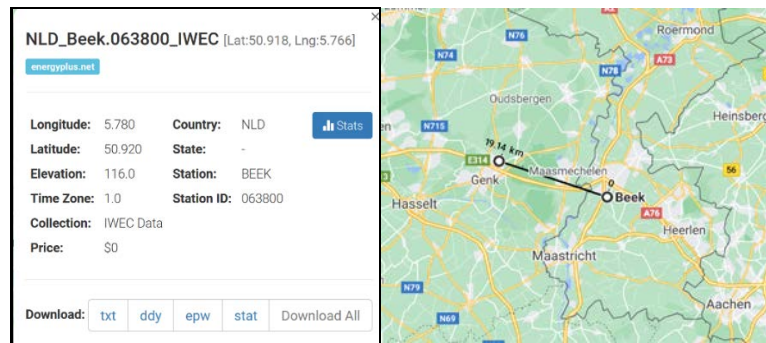 ×
NLD_Beek.063800_IWEC [Lat:50.918, Lng:5.766]
energyplus.net
Longitude: 5.780 Country: NLD Stats
Latitude: 50.920 State: -
Elevation: 116.0 Station: BEEK
Time Zone: 1.0 Station ID: 063800
Collection: IWEC Data
Price: $0
Download: txt ddy epw stat Download All
A2
N76
Roermond
N74
A73
N78
Oudsbergen
Heinsberg
N715
19.14 km
E314
Maasmechelen
56
Genk
0
Beek
Hasselt
A76
Heerlen
Maastricht
N79
Aachen
N69